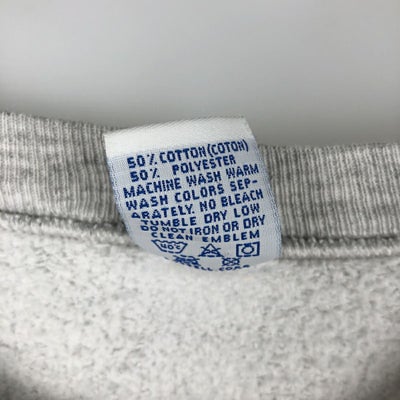 50% COTTON (COTON)
50% POLYESTER
MACHINE WASH WARM
WASH COLORS SEP-
ARATELY. NO BLEACH
TUMBLE DRY LOW
DO NOT IRON OR DRY
CLEAN EMBLEM
40°C